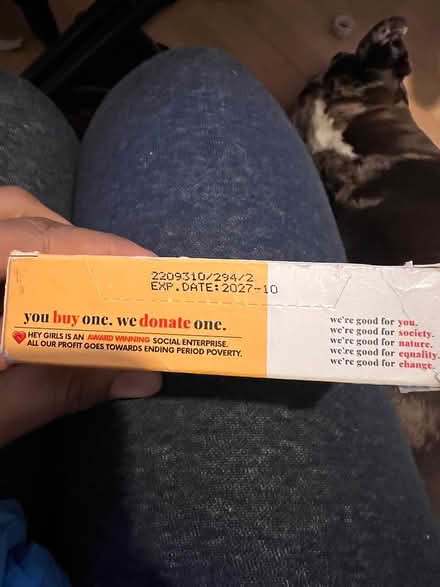 2209310/294/2
EXP.DATE:2027-10
you buy one. we donate one.
HEY GIRLS IS AN AWARD WINNING SOCIAL ENTERPRISE.
ALL OUR PROFIT GOES TOWARDS ENDING PERIOD POVERTY.
we're good for you.
we're good for society.
we're good for nature.
we're good for equality.
we're good for change.